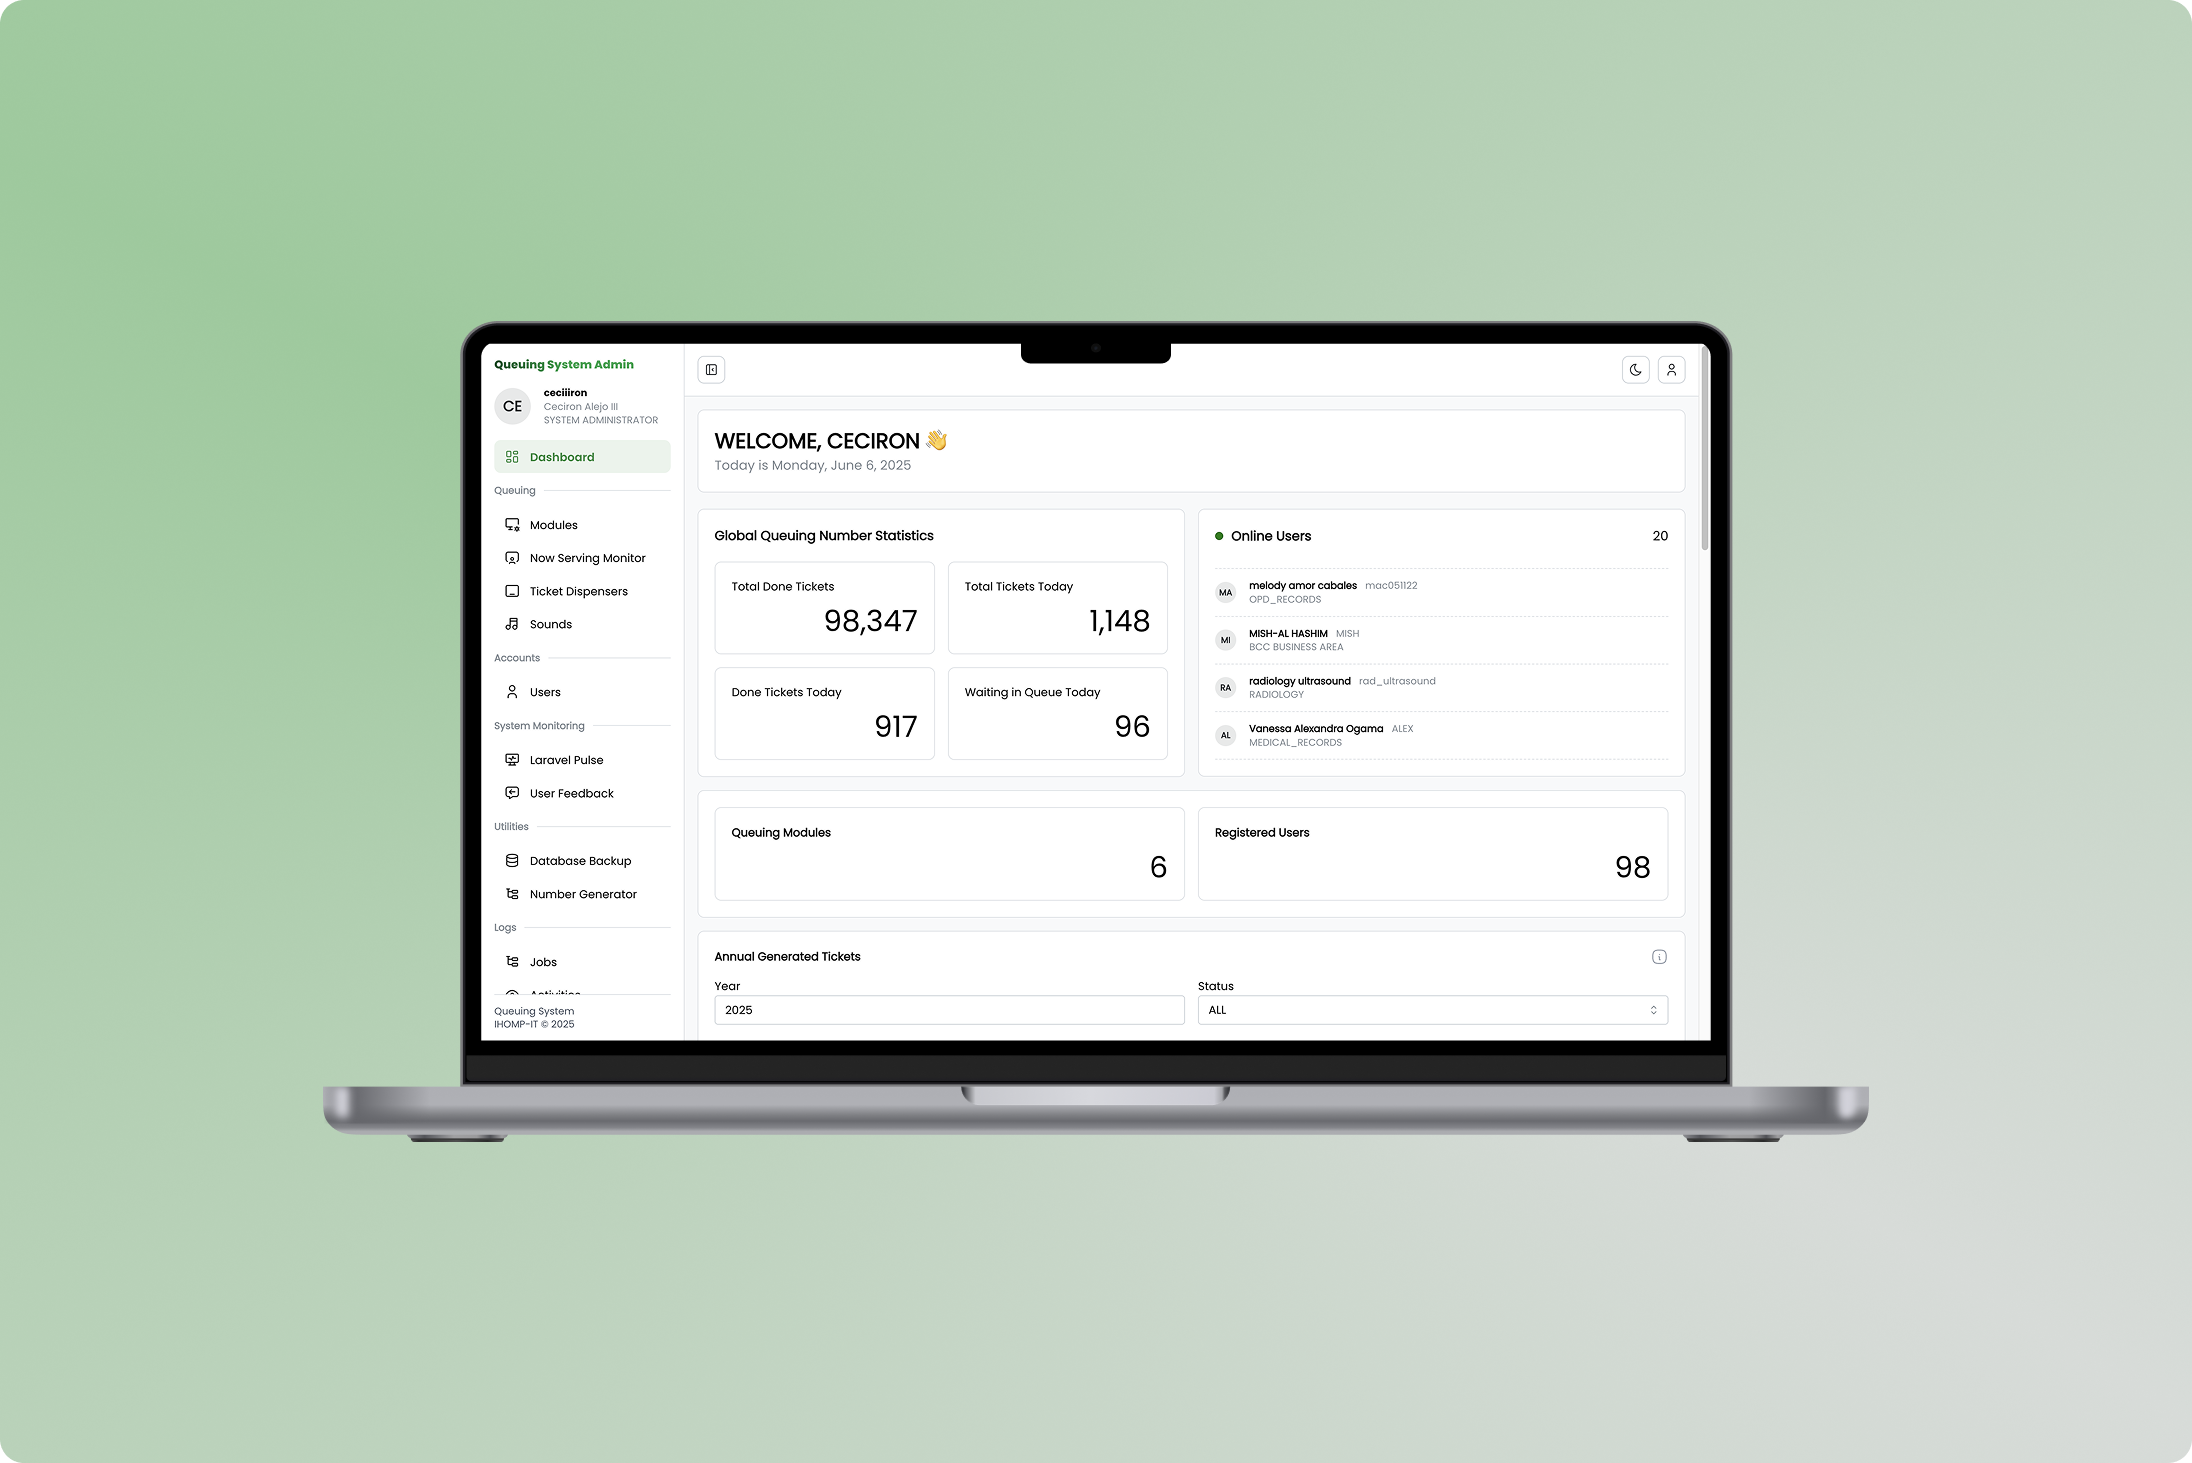 Queuing System Admin
CE
ceciiiron
Ceciron Alejo III
SYSTEM ADMINISTRATOR
Dashboard
Queuing
Modules
Now Serving Monitor
Ticket Dispensers
Sounds
Accounts
Users
System Monitoring
Laravel Pulse
User Feedback
Utilities
Database Backup
Number Generator
Logs
Jobs
Activities
Queuing System
IHOMP-IT © 2025
WELCOME, CECIRON 👋
Today is Monday, June 6, 2025
Global Queuing Number Statistics
Total Done Tickets
98,347
Total Tickets Today
1,148
Done Tickets Today
917
Waiting in Queue Today
96
Online Users
20
MA
melody amor cabales mac051122
OPD_RECORDS
MI
MISH-AL HASHIM MISH
BCC BUSINESS AREA
RA
radiology ultrasound rad_ultrasound
RADIOLOGY
AL
Vanessa Alexandra Ogama ALEX
MEDICAL_RECORDS
Queuing Modules
6
Registered Users
98
Annual Generated Tickets
Year
2025
Status
ALL